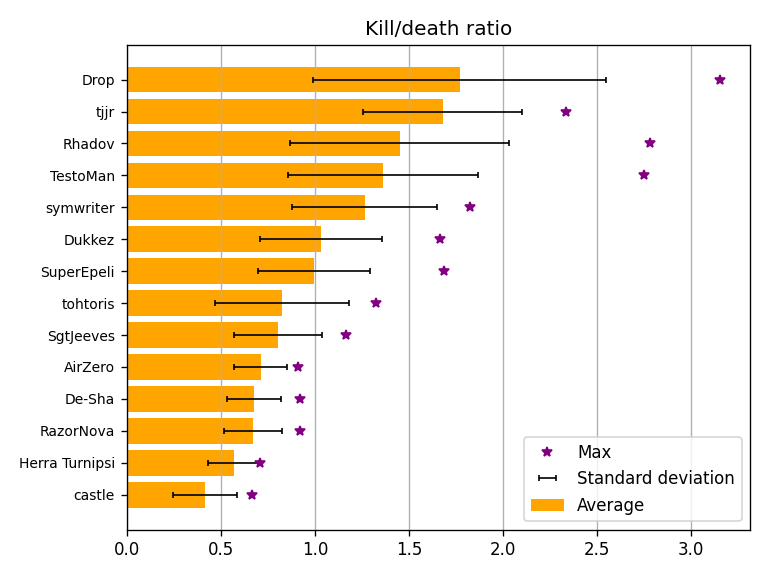 Kill/death ratio
Drop
tjjr
Rhadov
TestoMan
symwriter
Dukkez
SuperEpeli
tohtoris
SgtJeeves
AirZero
De-Sha
RazorNova
Herra Turnipsi
castle
Max
Standard deviation
Average
0.0 0.5 1.0 1.5 2.0 2.5 3.0